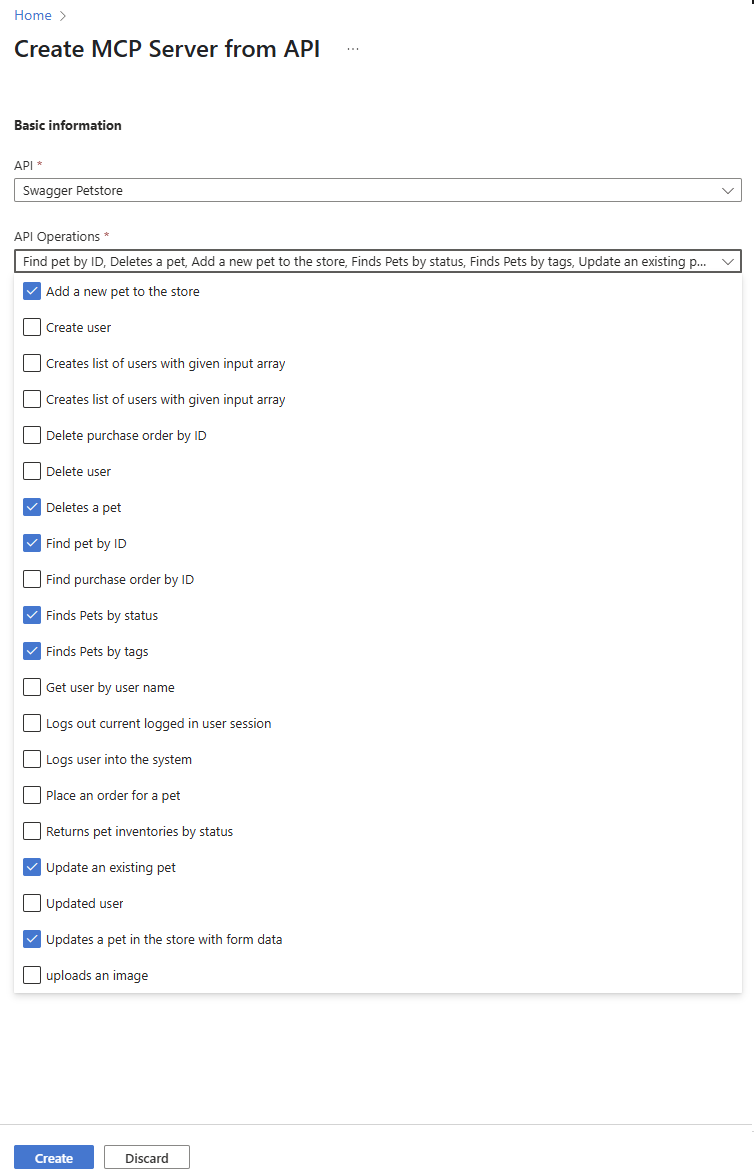 Home
Create MCP Server from API ...
Basic information
API *
Swagger Petstore
API Operations *
Find pet by ID, Deletes a pet, Add a new pet to the store, Finds Pets by status, Finds Pets by tags, Update an existing p...
Add a new pet to the store
Create user
Creates list of users with given input array
Creates list of users with given input array
Delete purchase order by ID
Delete user
Deletes a pet
Find pet by ID
Find purchase order by ID
Finds Pets by status
Finds Pets by tags
Get user by user name
Logs out current logged in user session
Logs user into the system
Place an order for a pet
Returns pet inventories by status
Update an existing pet
Updated user
Updates a pet in the store with form data
uploads an image
Create Discard